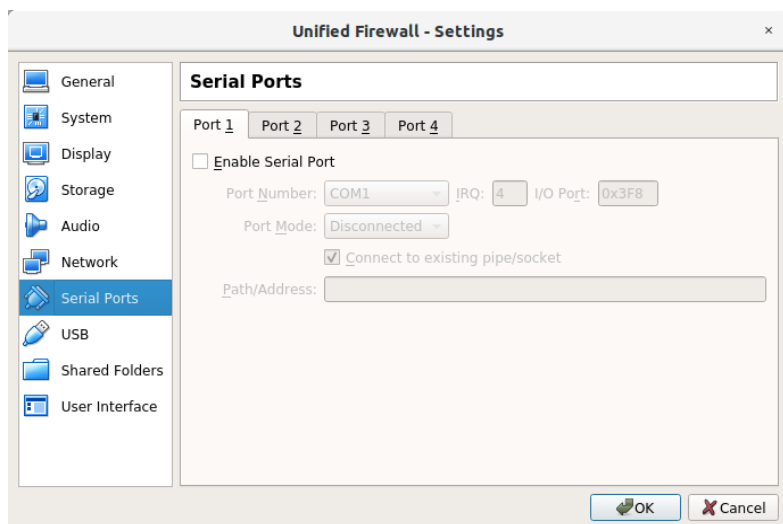 Unified Firewall - Settings
×
General
System
Display
Storage
Audio
Network
Serial Ports
USB
Shared Folders
User Interface
Serial Ports
Port 1 Port 2 Port 3 Port 4
Enable Serial Port
Port Number: COM1 IRQ: 4 I/O Port: 0x3F8
Port Mode: Disconnected
Connect to existing pipe/socket
Path/Address:
OK Cancel